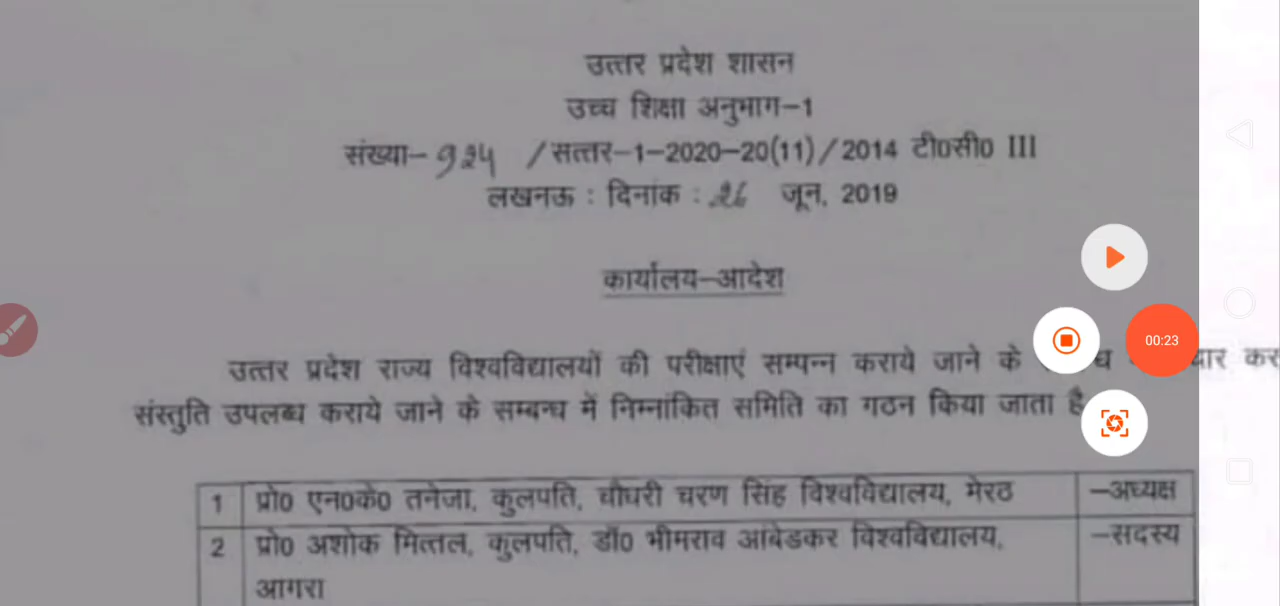 उत्तर प्रदेश शासन
उच्च शिक्षा अनुभाग-1
संख्या- 924 /सत्तर-1-2020-20(11)/2014 टी0सी0 III
लखनऊ : दिनांक : 26 जून, 2019
कार्यालय-आदेश
उत्तर प्रदेश राज्य विश्वविद्यालयों की परीक्षाएं सम्पन्न कराये जाने के कर
संस्तुति उपलब्ध कराये जाने के सम्बन्ध में निम्नांकित समिति का गठन किया जाता है
1 प्रो0 एन0के0 तनेजा, कुलपति, चौधरी चरण सिंह विश्वविद्यालय, मेरठ -अध्यक्ष
2 प्रो0 अशोक मित्तल, कुलपति, डॉ0 भीमराव आंबेडकर विश्वविद्यालय, -सदस्य
आगरा
00:23